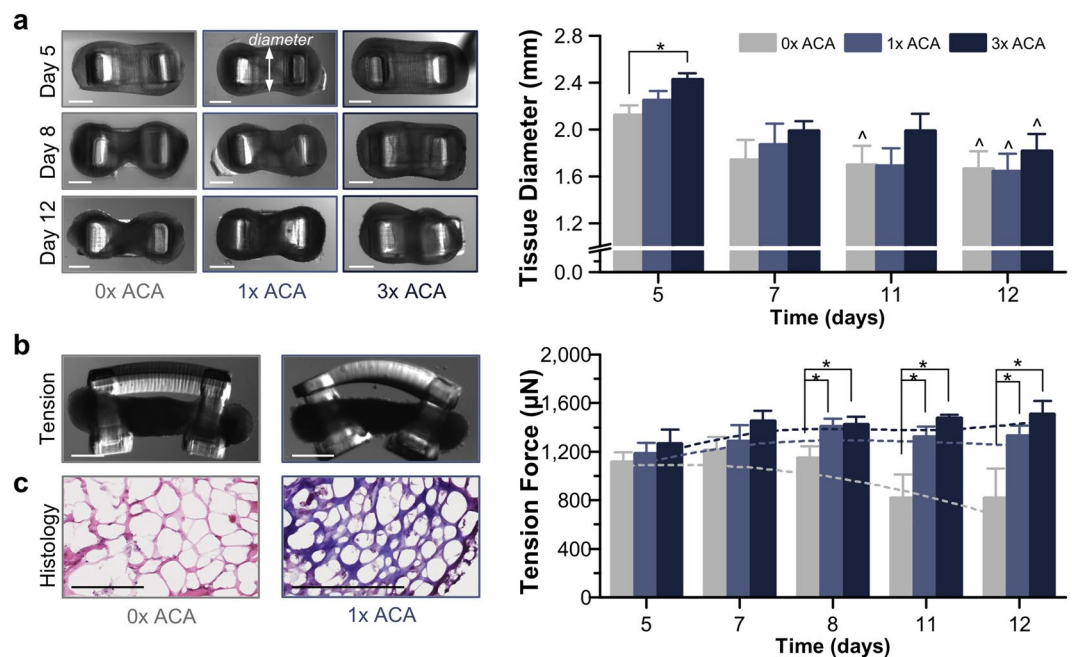 a
Day 5
Day 8
Day 12
diameter
0x ACA
1x ACA
3x ACA
Tissue Diameter (mm)
2.8
2.4
2.0
1.6
1.2
0.0
0x ACA 1x ACA 3x ACA
*
^
^ ^ ^
5 7 11 12
Time (days)
b
Tension
c
Histology
0x ACA
1x ACA
Tension Force (µN)
2,000
1,600
1,200
800
400
0
* * *
* * *
5 7 8 11 12
Time (days)